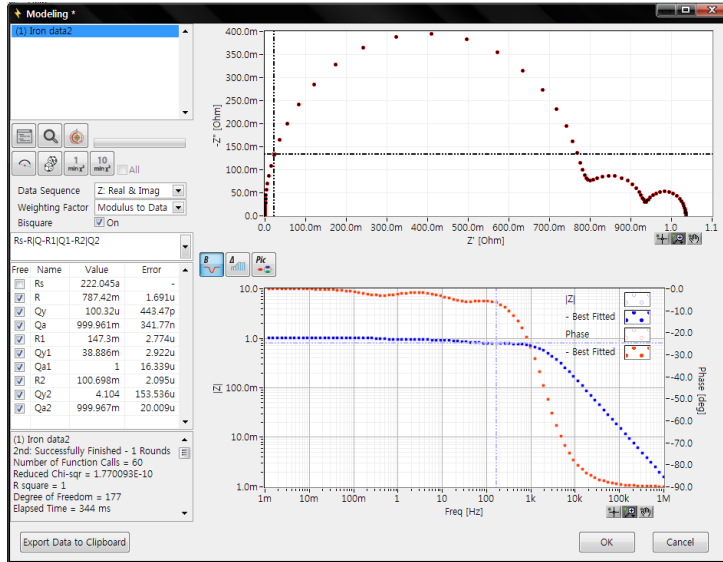 Modeling *
(1) Iron data2
1 min χ²
10 min χ²
All
Data Sequence Z: Real & Imag
Weighting Factor Modulus to Data
Bisquare On
Rs-R|Q-R1|Q1-R2|Q2
Free Name Value Error
Rs 222.045a -
R 787.42m 1.691u
Qy 100.32u 443.47p
Qa 999.961m 341.77n
R1 147.3m 2.774u
Qy1 38.886m 2.922u
Qa1 1 16.339u
R2 100.698m 2.095u
Qy2 4.104 153.536u
Qa2 999.967m 20.009u
(1) Iron data2
2nd: Successfully Finished - 1 Rounds
Number of Function Calls = 60
Reduced Chi-sqr = 1.770093E-10
R square = 1
Degree of Freedom = 177
Elapsed Time = 344 ms
Export Data to Clipboard
-Z" [Ohm]
400.0m
350.0m
300.0m
250.0m
200.0m
150.0m
100.0m
50.0m
0.0
0.0 100.0m 200.0m 300.0m 400.0m 500.0m 600.0m 700.0m 800.0m 900.0m 1.0 1.1
Z' [Ohm]
B
Δ
Pic
|Z|
10.0
1.0
100.0m
10.0m
1.0m
|Z|
- Best Fitted
Phase
- Best Fitted
-0.0
-10.0
-20.0
-30.0
-40.0
-50.0
-60.0
-70.0
-80.0
-90.0
Phase [deg]
1m 10m 100m 1 10 100 1k 10k 100k 1M
Freq [Hz]
OK
Cancel